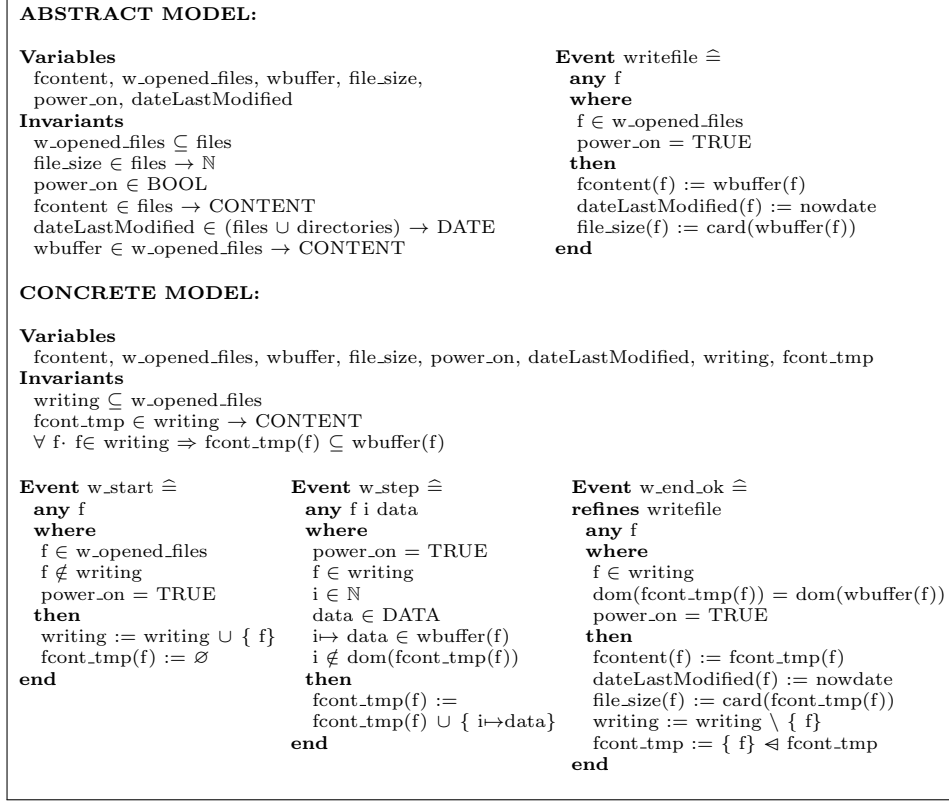 ABSTRACT MODEL:
Variables
fcontent, w_opened_files, wbuffer, file_size,
power_on, dateLastModified
Invariants
w_opened_files ⊆ files
file_size ∈ files → ℕ
power_on ∈ BOOL
fcontent ∈ files → CONTENT
dateLastModified ∈ (files ∪ directories) → DATE
wbuffer ∈ w_opened_files → CONTENT
Event writefile ≙
any f
where
f ∈ w_opened_files
power_on = TRUE
then
fcontent(f) := wbuffer(f)
dateLastModified(f) := nowdate
file_size(f) := card(wbuffer(f))
end
CONCRETE MODEL:
Variables
fcontent, w_opened_files, wbuffer, file_size, power_on, dateLastModified, writing, fcont_tmp
Invariants
writing ⊆ w_opened_files
fcont_tmp ∈ writing → CONTENT
∀ f· f∈ writing ⇒ fcont_tmp(f) ⊆ wbuffer(f)
Event w_start ≙
any f
where
f ∈ w_opened_files
f ∉ writing
power_on = TRUE
then
writing := writing ∪ { f}
fcont_tmp(f) := ∅
end
Event w_step ≙
any f i data
where
power_on = TRUE
f ∈ writing
i ∈ ℕ
data ∈ DATA
i↦ data ∈ wbuffer(f)
i ∉ dom(fcont_tmp(f))
then
fcont_tmp(f) :=
fcont_tmp(f) ∪ { i↦data}
end
Event w_end_ok ≙
refines writefile
any f
where
f ∈ writing
dom(fcont_tmp(f)) = dom(wbuffer(f))
power_on = TRUE
then
fcontent(f) := fcont_tmp(f)
dateLastModified(f) := nowdate
file_size(f) := card(fcont_tmp(f))
writing := writing \ { f}
fcont_tmp := { f} ⩤ fcont_tmp
end